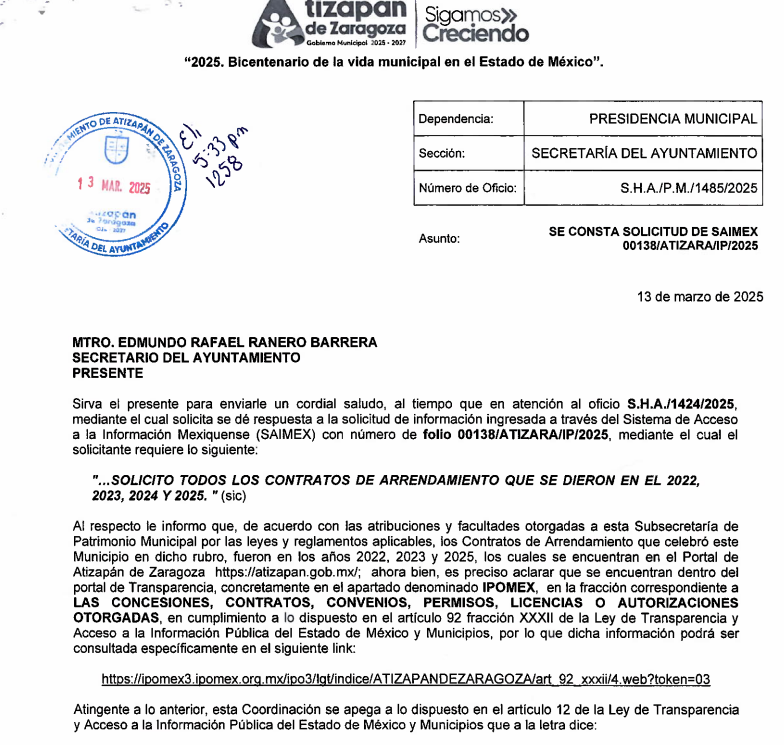 tizapan
de Zaragoza
Gobierno Municipal 2025 - 2027
Sigamos»
Creciendo
“2025. Bicentenario de la vida municipal en el Estado de México”.
Dependencia: PRESIDENCIA MUNICIPAL
Sección: SECRETARÍA DEL AYUNTAMIENTO
Número de Oficio: S.H.A./P.M./1485/2025
MIENTO DE ATIZAPÁN DE ZARAGOZA
13 MAR. 2025
tizapan
de Zaragoza
TARÍA DEL AYUNTAMIENTO
5:33 pm
1258
Asunto: SE CONSTA SOLICITUD DE SAIMEX
00138/ATIZARA/IP/2025
13 de marzo de 2025
MTRO. EDMUNDO RAFAEL RANERO BARRERA
SECRETARIO DEL AYUNTAMIENTO
PRESENTE
Sirva el presente para enviarle un cordial saludo, al tiempo que en atención al oficio S.H.A./1424/2025,
mediante el cual solicita se dé respuesta a la solicitud de información ingresada a través del Sistema de Acceso
a la Información Mexiquense (SAIMEX) con número de folio 00138/ATIZARA/IP/2025, mediante el cual el
solicitante requiere lo siguiente:
"...SOLICITO TODOS LOS CONTRATOS DE ARRENDAMIENTO QUE SE DIERON EN EL 2022,
2023, 2024 Y 2025. " (sic)
Al respecto le informo que, de acuerdo con las atribuciones y facultades otorgadas a esta Subsecretaría de
Patrimonio Municipal por las leyes y reglamentos aplicables, los Contratos de Arrendamiento que celebró este
Municipio en dicho rubro, fueron en los años 2022, 2023 y 2025, los cuales se encuentran en el Portal de
Atizapán de Zaragoza https://atizapan.gob.mx/; ahora bien, es preciso aclarar que se encuentran dentro del
portal de Transparencia, concretamente en el apartado denominado IPOMEX, en la fracción correspondiente a
LAS CONCESIONES, CONTRATOS, CONVENIOS, PERMISOS, LICENCIAS O AUTORIZACIONES
OTORGADAS, en cumplimiento a lo dispuesto en el artículo 92 fracción XXXII de la Ley de Transparencia y
Acceso a la Información Pública del Estado de México y Municipios, por lo que dicha información podrá ser
consultada específicamente en el siguiente link:
https://ipomex3.ipomex.org.mx/ipo3/lgt/indice/ATIZAPANDEZARAGOZA/art_92_xxxii/4.web?token=03
Atingente a lo anterior, esta Coordinación se apega a lo dispuesto en el artículo 12 de la Ley de Transparencia
y Acceso a la Información Pública del Estado de México y Municipios que a la letra dice: